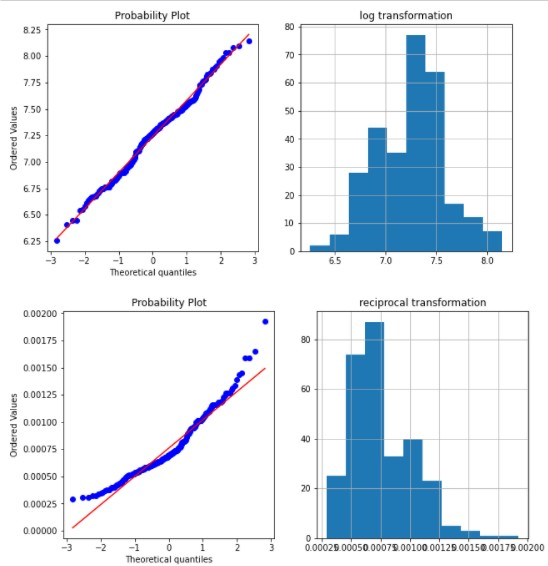 Probability Plot
log transformation
Ordered Values
8.25
8.00
7.75
7.50
7.25
7.00
6.75
6.50
6.25
−3 −2 −1 0 1 2 3
Theoretical quantiles
80
70
60
50
40
30
20
10
0
6.5 7.0 7.5 8.0
Probability Plot
reciprocal transformation
Ordered Values
0.00200
0.00175
0.00150
0.00125
0.00100
0.00075
0.00050
0.00025
0.00000
−3 −2 −1 0 1 2 3
Theoretical quantiles
80
60
40
20
0
0.00025 0.00050 0.00075 0.00100 0.00125 0.00150 0.00175 0.00200